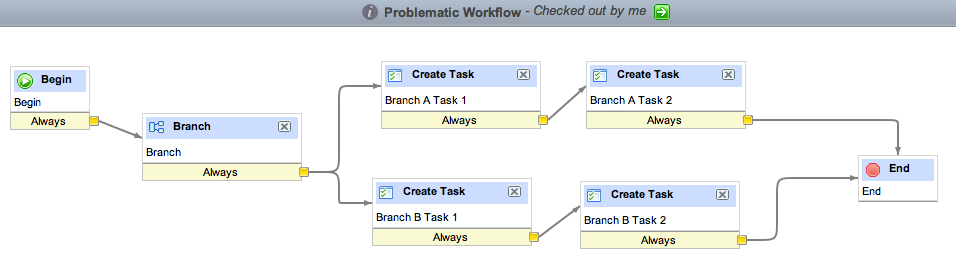 Problematic Workflow - Checked out by me
Begin
Begin
Always
Branch
Branch
Always
Create Task
Branch A Task 1
Always
Create Task
Branch A Task 2
Always
Create Task
Branch B Task 1
Always
Create Task
Branch B Task 2
Always
End
End